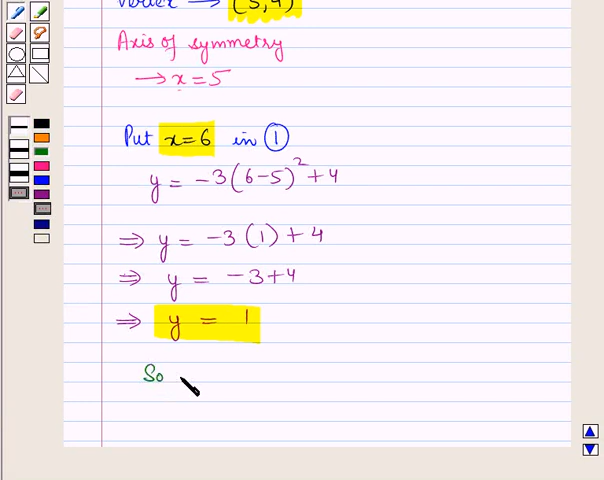 Vertex → (5,4)
Axis of symmetry
→ x = 5
Put x = 6 in ①
y = -3(6-5)² + 4
⇒ y = -3(1) + 4
⇒ y = -3+4
⇒ y = 1
So